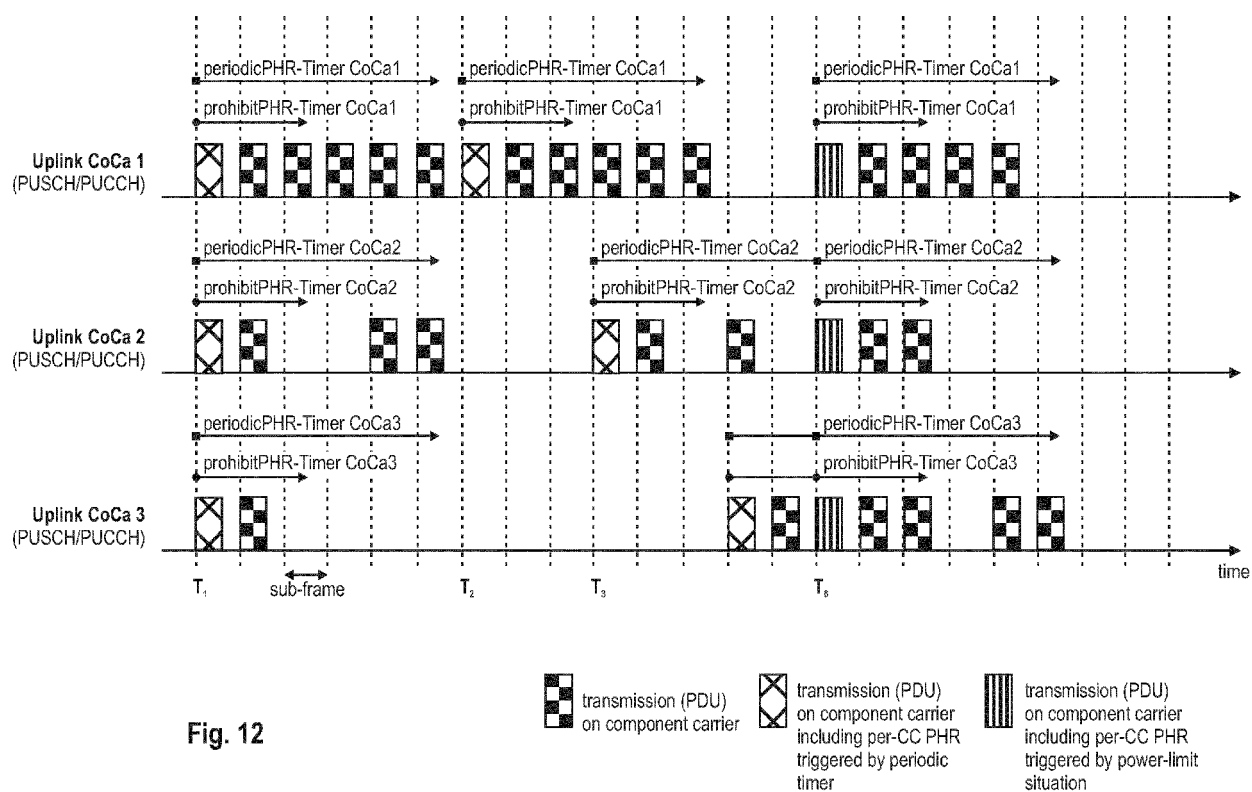 periodicPHR-Timer CoCa1
periodicPHR-Timer CoCa1
periodicPHR-Timer CoCa1
prohibitPHR-Timer CoCa1
prohibitPHR-Timer CoCa1
prohibitPHR-Timer CoCa1
Uplink CoCa 1
(PUSCH/PUCCH)
periodicPHR-Timer CoCa2
periodicPHR-Timer CoCa2
periodicPHR-Timer CoCa2
prohibitPHR-Timer CoCa2
prohibitPHR-Timer CoCa2
prohibitPHR-Timer CoCa2
Uplink CoCa 2
(PUSCH/PUCCH)
periodicPHR-Timer CoCa3
periodicPHR-Timer CoCa3
prohibitPHR-Timer CoCa3
prohibitPHR-Timer CoCa3
Uplink CoCa 3
(PUSCH/PUCCH)
time
T1
sub-frame
T2
T3
T6
transmission (PDU)
on component carrier
transmission (PDU)
on component carrier
including per-CC PHR
triggered by periodic
timer
transmission (PDU)
on component carrier
including per-CC PHR
triggered by power-limit
situation
Fig. 12